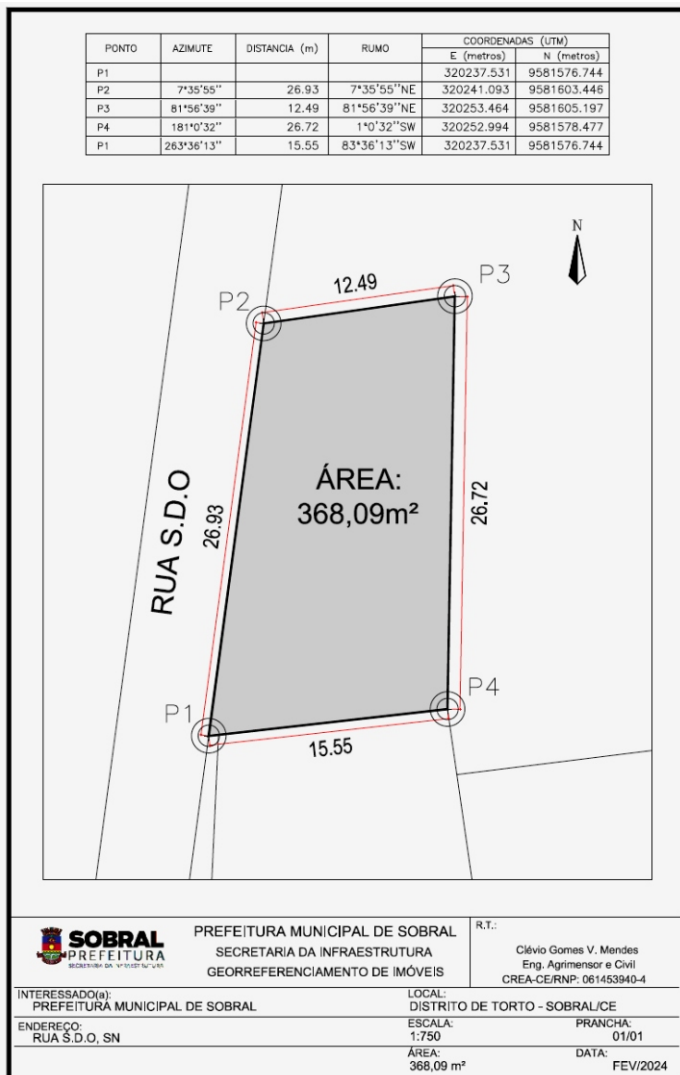 PONTO AZIMUTE DISTANCIA (m) RUMO COORDENADAS (UTM)
E (metros) N (metros)
P1 320237.531 9581576.744
P2 7°35'55'' 26.93 7°35'55''NE 320241.093 9581603.446
P3 81°56'39'' 12.49 81°56'39''NE 320253.464 9581605.197
P4 181°0'32'' 26.72 1°0'32''SW 320252.994 9581578.477
P1 263°36'13'' 15.55 83°36'13''SW 320237.531 9581576.744
N
P3
12.49
P2
ÁREA:
368,09m²
26.72
26.93
RUA S.D.O
P4
P1
15.55
SOBRAL
PREFEITURA
SECRETARIA DA INFRAESTRUTURA
PREFEITURA MUNICIPAL DE SOBRAL
SECRETARIA DA INFRAESTRUTURA
GEORREFERENCIAMENTO DE IMÓVEIS
R.T.:
Clévio Gomes V. Mendes
Eng. Agrimensor e Civil
CREA-CE/RNP: 061453940-4
INTERESSADO(a):
PREFEITURA MUNICIPAL DE SOBRAL
LOCAL:
DISTRITO DE TORTO - SOBRAL/CE
ENDEREÇO:
RUA S.D.O, SN
ESCALA:
1:750
PRANCHA:
01/01
ÁREA:
368,09 m²
DATA:
FEV/2024